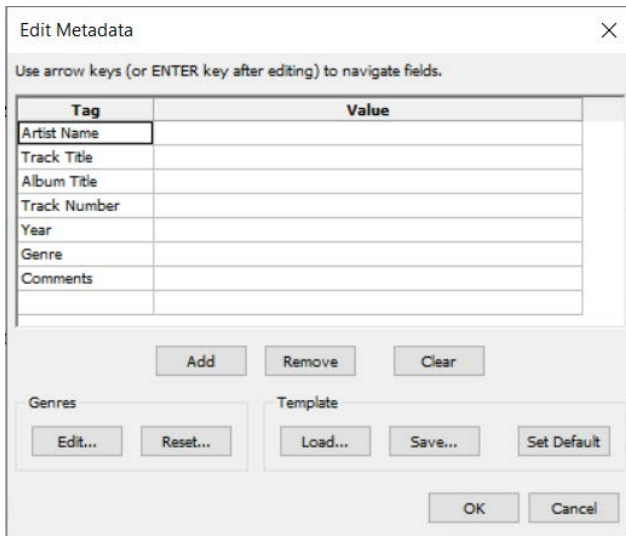 Edit Metadata
Use arrow keys (or ENTER key after editing) to navigate fields.
Tag Value
Artist Name
Track Title
Album Title
Track Number
Year
Genre
Comments
Add Remove Clear
Genres Template
Edit... Reset... Load... Save... Set Default
OK Cancel